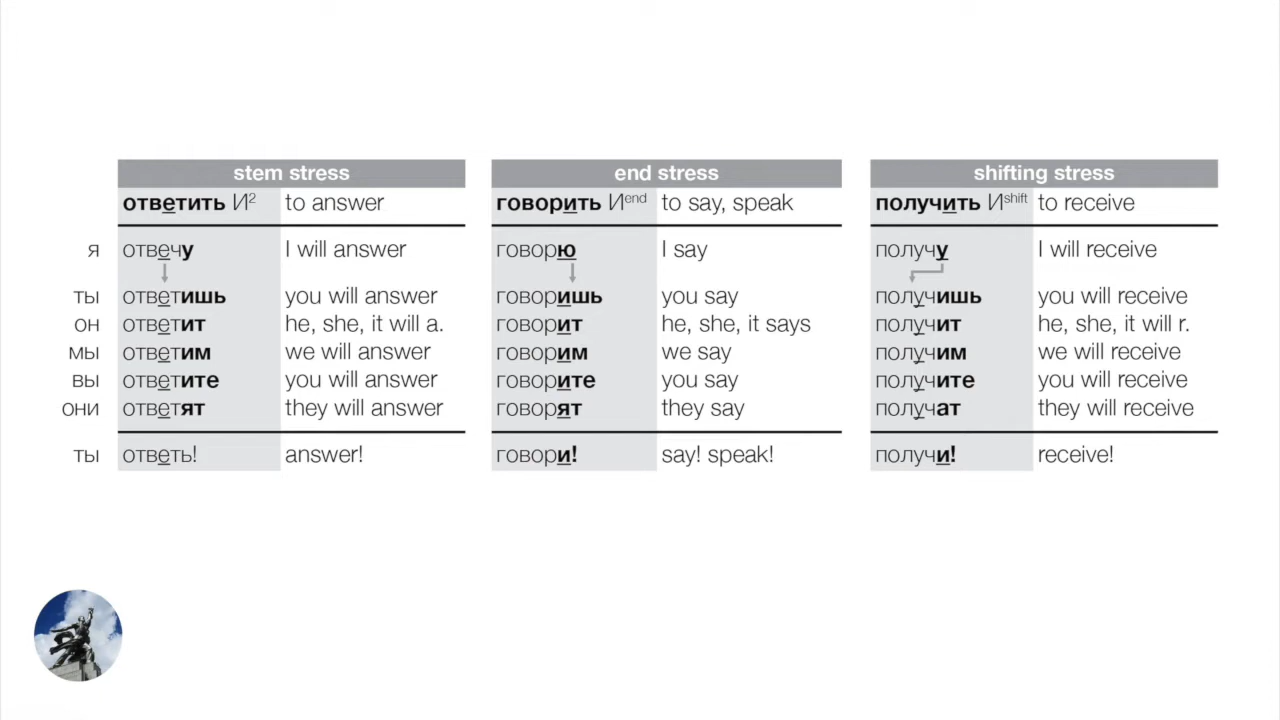 stem stress end stress shifting stress
ответить И² to answer говорить Иend to say, speak получить Иshift to receive
я отвечу I will answer говорю I say получу I will receive
ты ответишь you will answer говоришь you say получишь you will receive
он ответит he, she, it will a. говорит he, she, it says получит he, she, it will r.
мы ответим we will answer говорим we say получим we will receive
вы ответите you will answer говорите you say получите you will receive
они ответят they will answer говорят they say получат they will receive
ты ответь! answer! говори! say! speak! получи! receive!